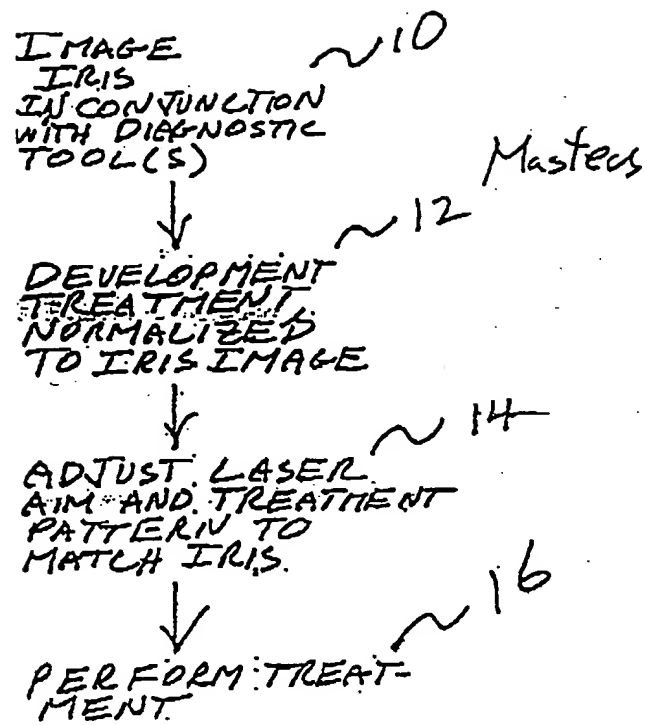 IMAGE
IRIS
IN CONJUNCTION
WITH DIAGNOSTIC
TOOL(S)
10
Masters
12
DEVELOPMENT
TREATMENT,
NORMALIZED
TO IRIS IMAGE
14
ADJUST LASER
AIM AND TREATMENT
PATTERN TO
MATCH IRIS.
16
PERFORM TREAT-
MENT